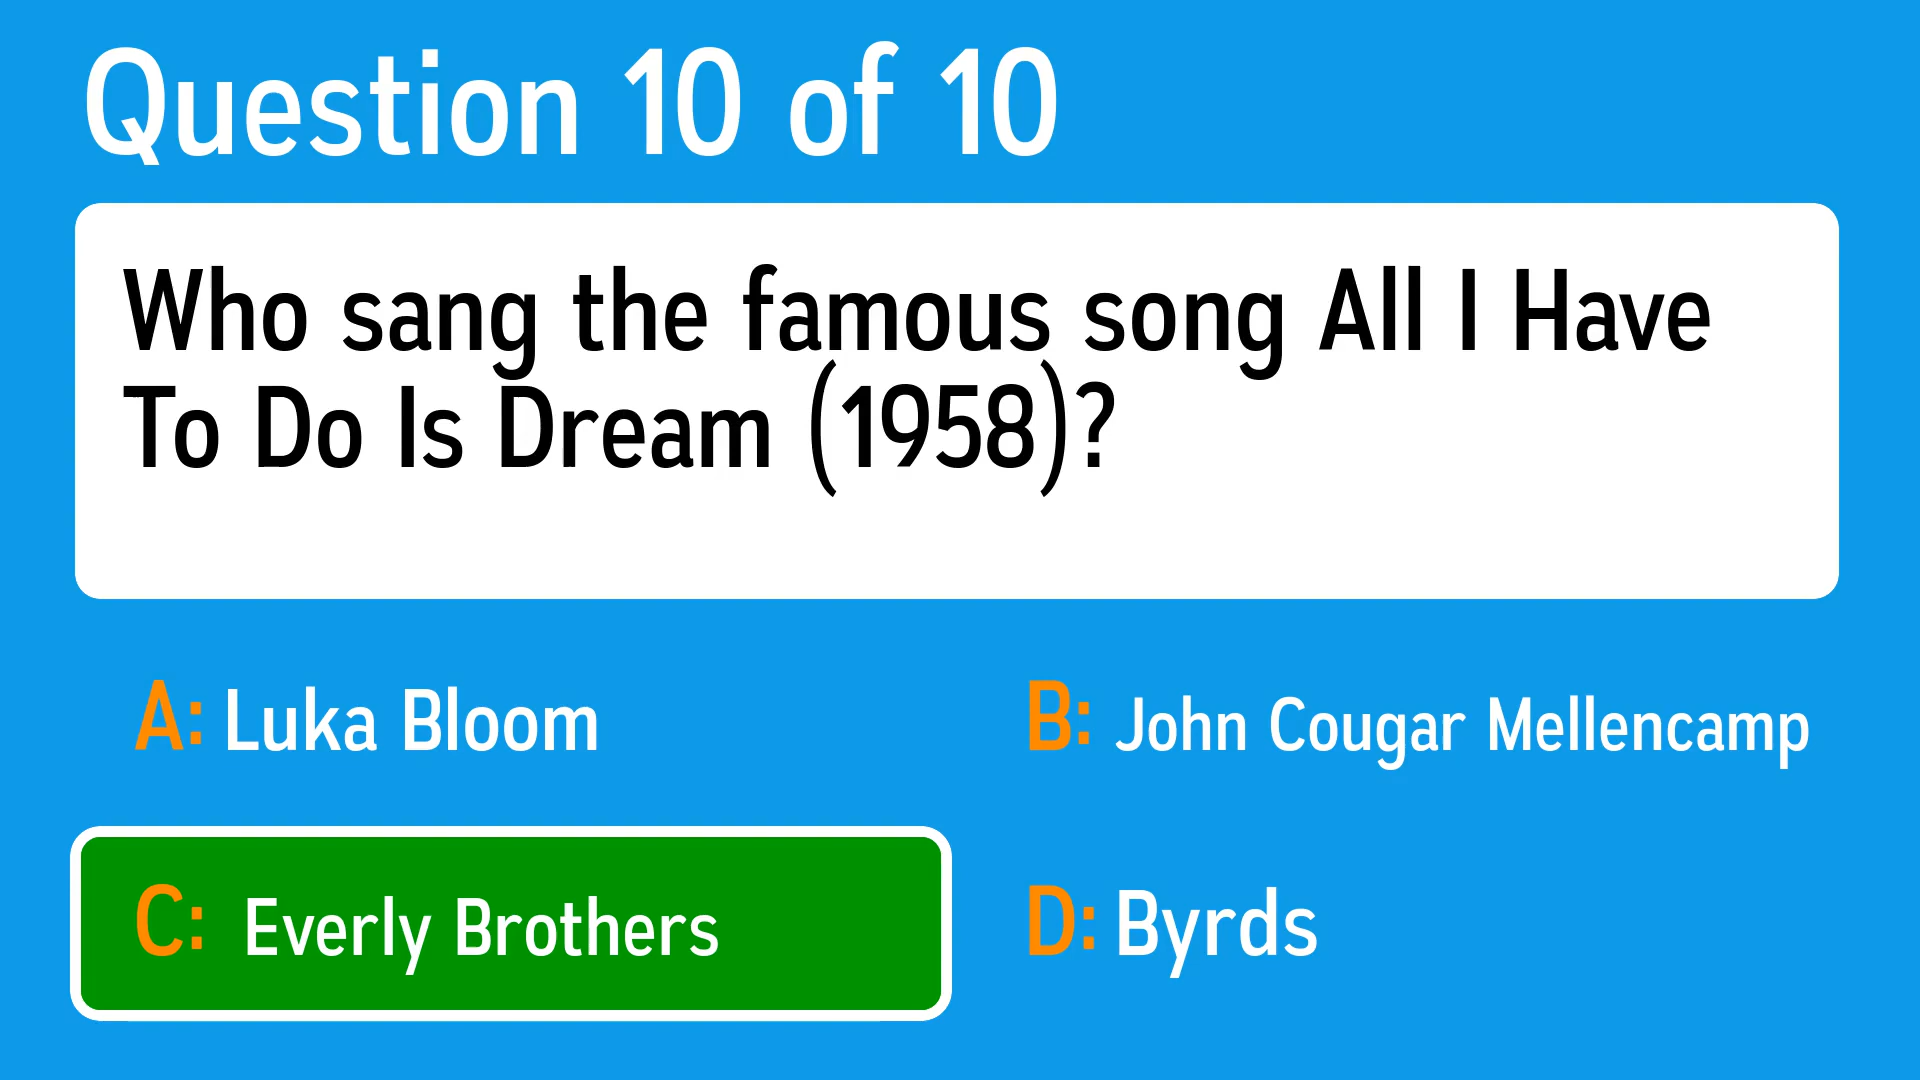 Question 10 of 10
Who sang the famous song All I Have
To Do Is Dream (1958)?
A: Luka Bloom
B: John Cougar Mellencamp
C: Everly Brothers
D: Byrds